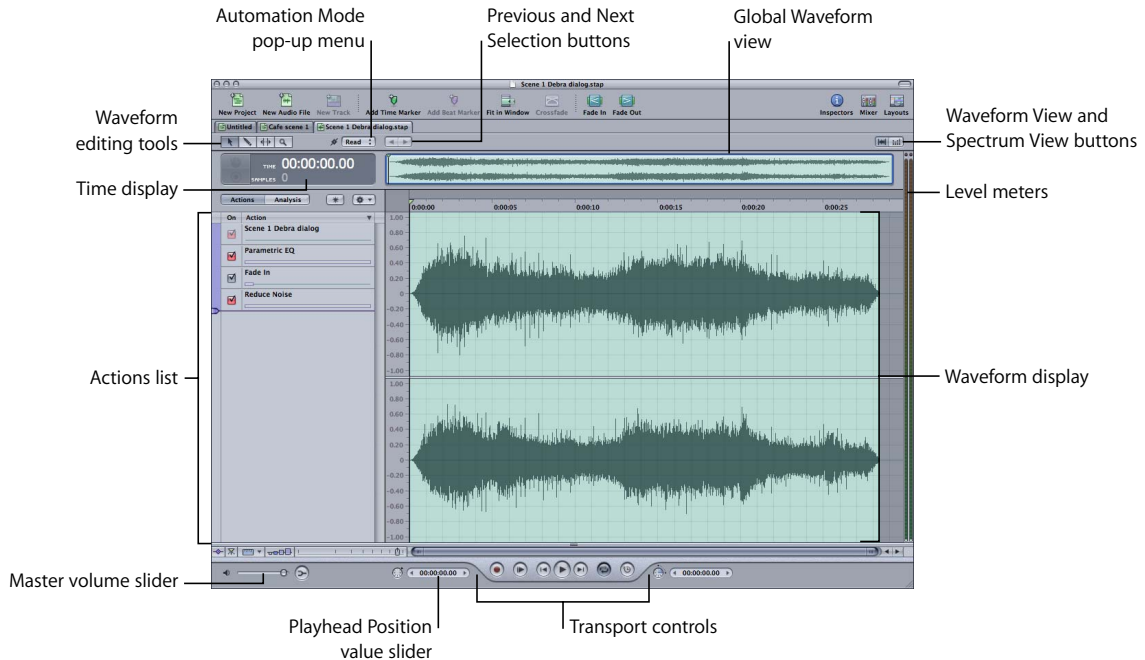 Automation Mode
pop-up menu
Previous and Next
Selection buttons
Global Waveform
view
Scene 1 Debra dialog.stap
New Project New Audio File New Track Add Time Marker Add Beat Marker Fit in Window Crossfade Fade In Fade Out Inspectors Mixer Layouts
Waveform
editing tools
Untitled Cafe scene 1 Scene 1 Debra dialog.stap
Read
Waveform View and
Spectrum View buttons
Time display
TIME 00:00:00.00
SAMPLES 0
Level meters
Actions Analysis
0:00:00 0:00:05 0:00:10 0:00:15 0:00:20 0:00:25
On Action
Scene 1 Debra dialog
Parametric EQ
Fade In
Reduce Noise
1.00
0.80
0.60
0.40
0.20
0
-0.20
-0.40
-0.60
-0.80
-1.00
1.00
0.80
0.60
0.40
0.20
0
-0.20
-0.40
-0.60
-0.80
-1.00
Actions list
Waveform display
Master volume slider
00:00:00.00
00:00:00.00
Playhead Position
value slider
Transport controls